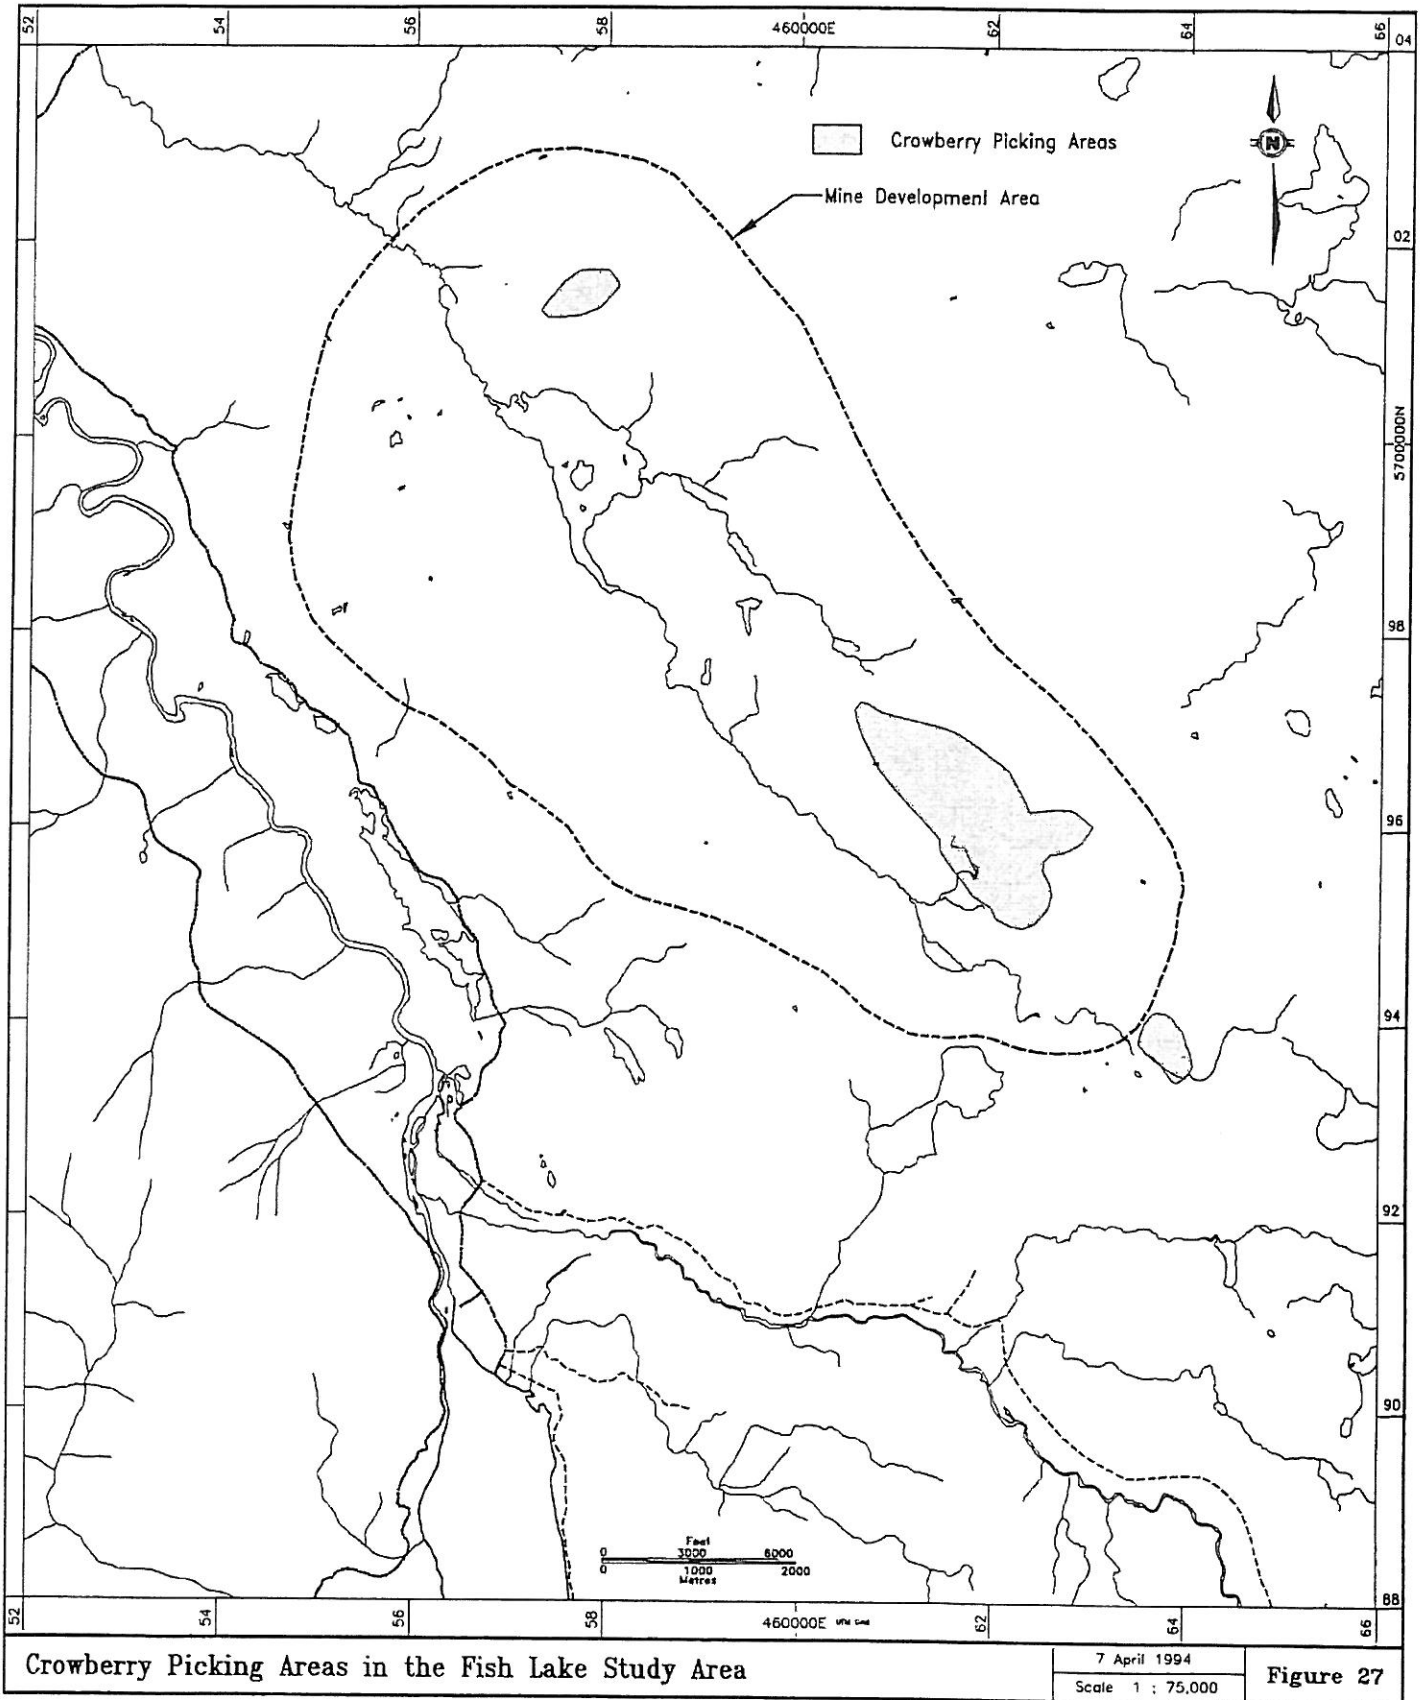 52 54 56 58 460000E 62 64 66 04
Crowberry Picking Areas
N
Mine Development Area
02
5700000N
98
96
94
92
90
Feet
0 3000 6000
0 1000 2000
Metres
88
52 54 56 58 460000E UTM Grid 62 64 66
Crowberry Picking Areas in the Fish Lake Study Area
7 April 1994
Scale 1 : 75,000
Figure 27